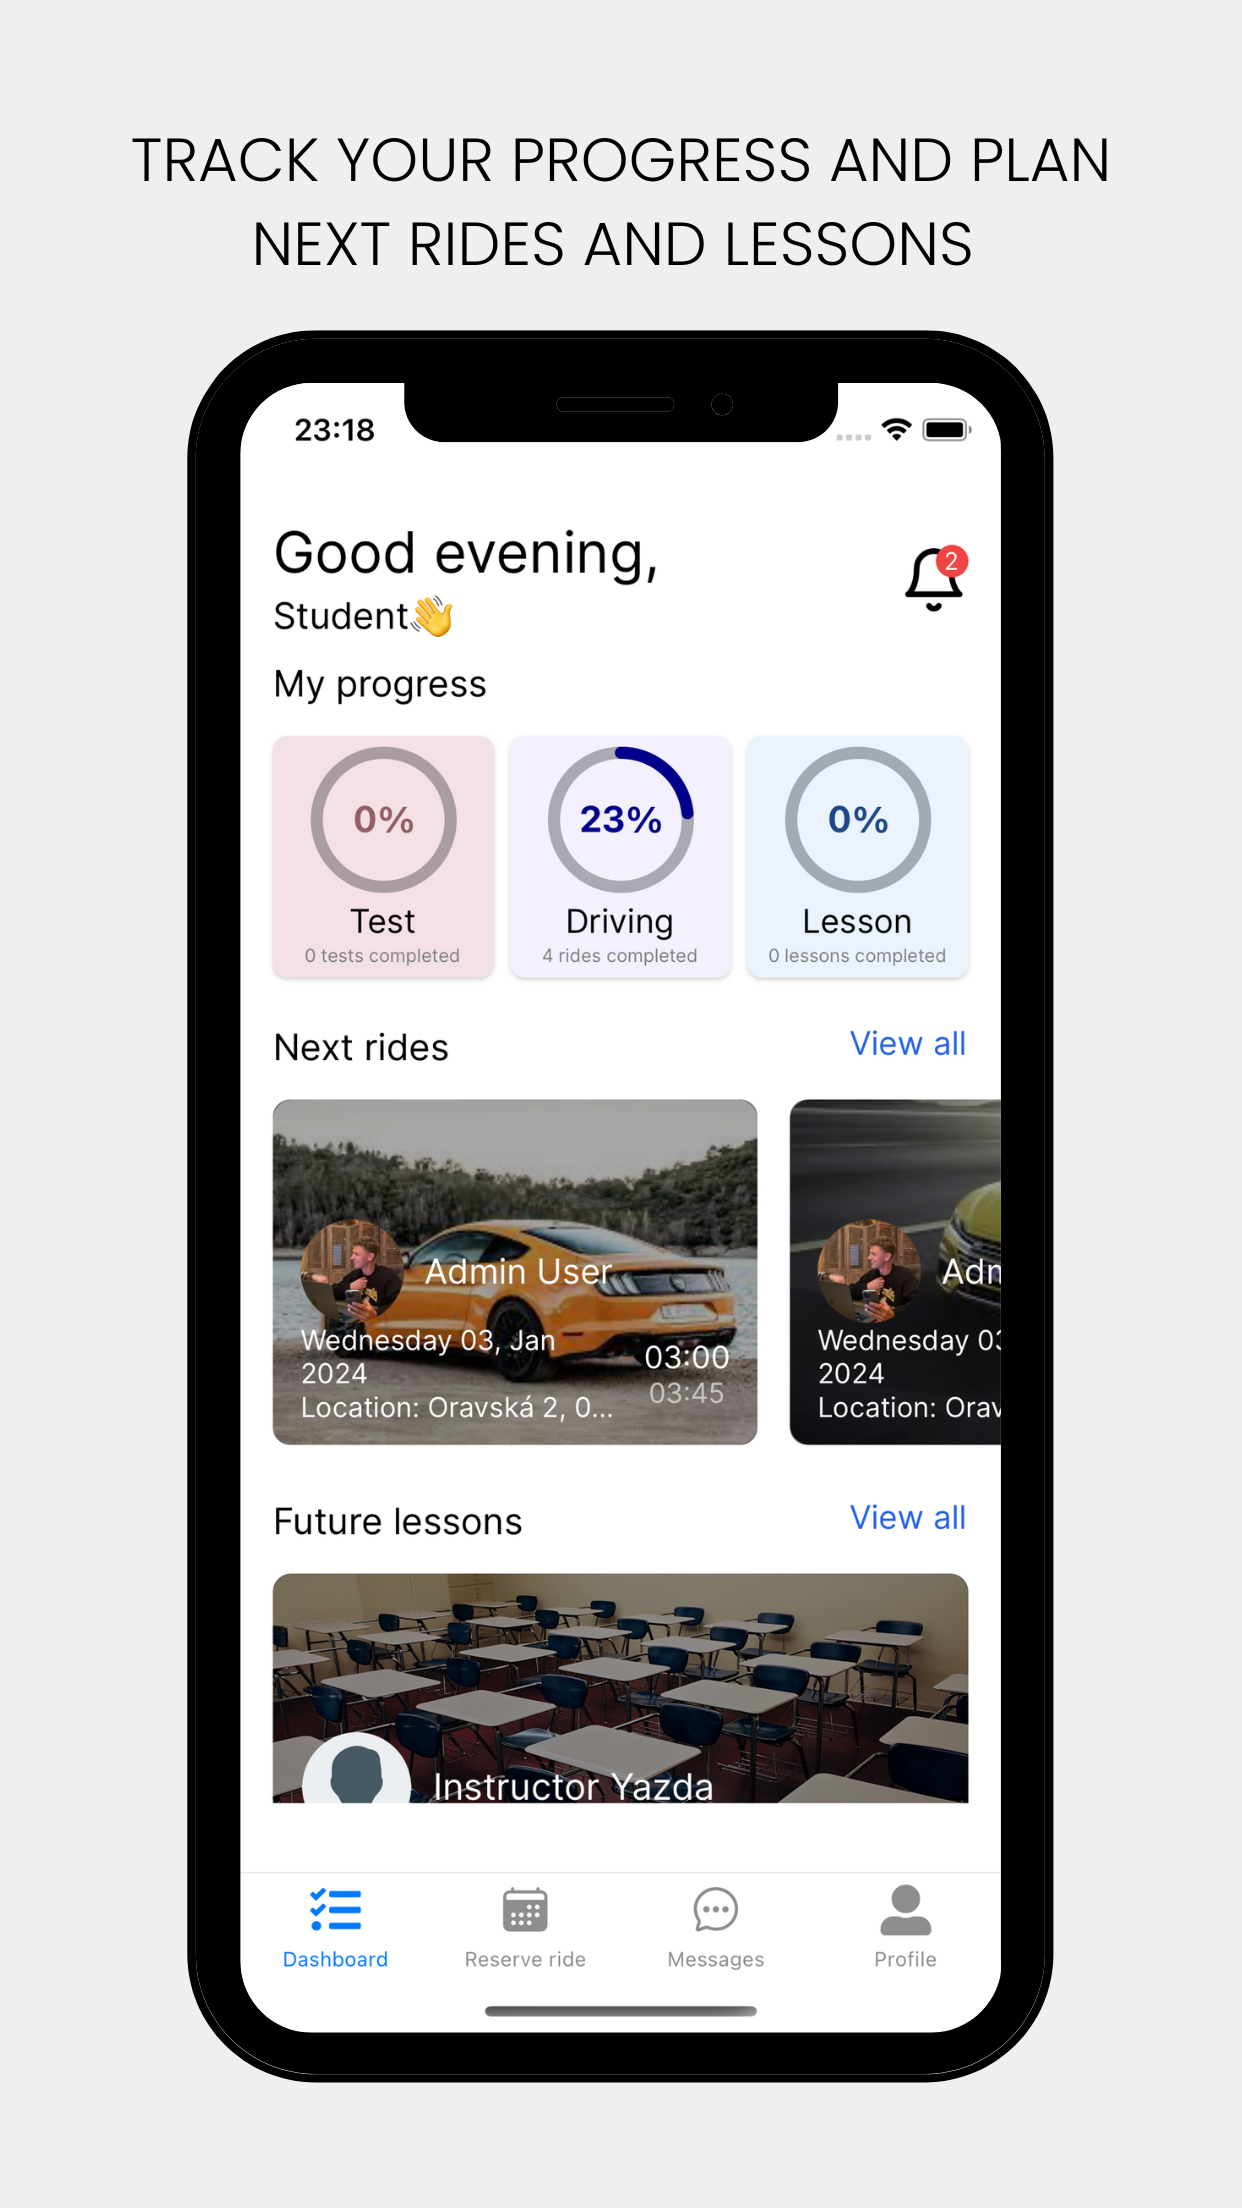 TRACK YOUR PROGRESS AND PLAN
NEXT RIDES AND LESSONS
23:18
Good evening,
2
Student👋
My progress
0%
23%
0%
Test
Driving
Lesson
0 tests completed
4 rides completed
0 lessons completed
Next rides
View all
Admin User
Wednesday 03, Jan
2024
Location: Oravská 2, 0...
03:00
03:45
Adm
Wednesday 03
2024
Location: Orav
Future lessons
View all
Instructor Yazda
Dashboard
Reserve ride
Messages
Profile